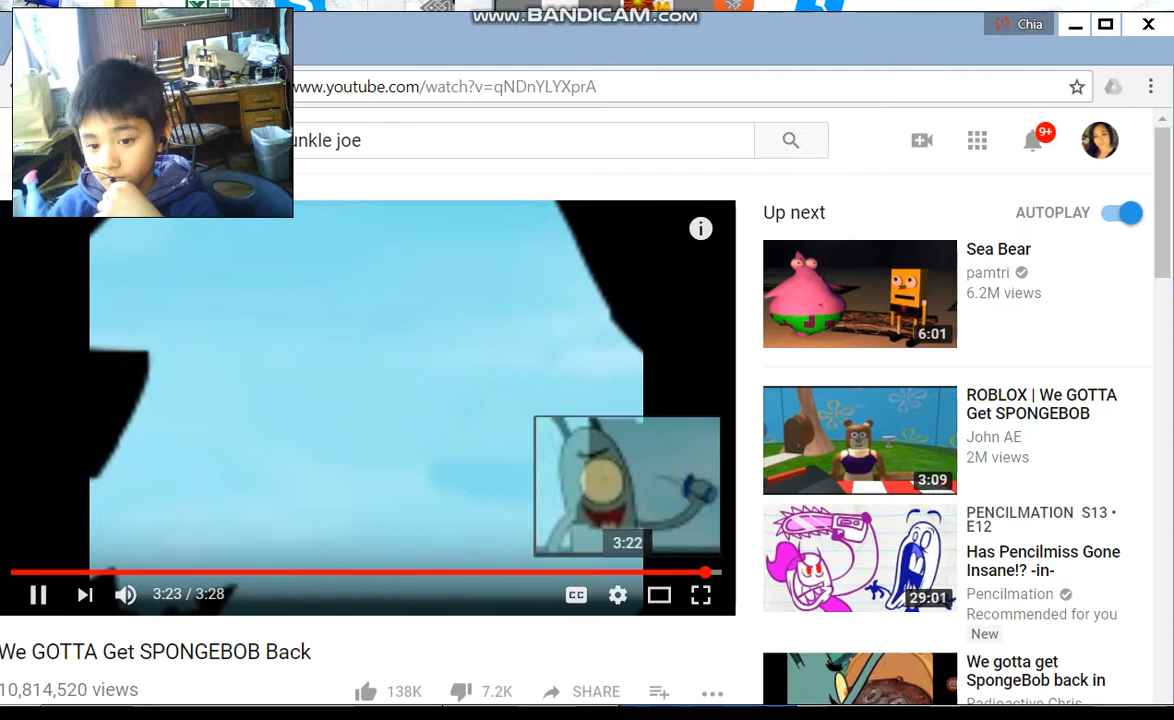 www.BANDICAM.com
Chia
www.youtube.com/watch?v=qNDnYLYXprA
unkle joe
9+
Up next
AUTOPLAY
Sea Bear
pamtri
6.2M views
6:01
ROBLOX | We GOTTA
Get SPONGEBOB
John AE
2M views
3:09
PENCILMATION S13 •
E12
Has Pencilmiss Gone
Insane!? -in-
Pencilmation
Recommended for you
New
29:01
3:22
3:23 / 3:28
CC
We GOTTA Get SPONGEBOB Back
10,814,520 views
138K
7.2K
SHARE
We gotta get
SpongeBob back in
Radioactive Chris